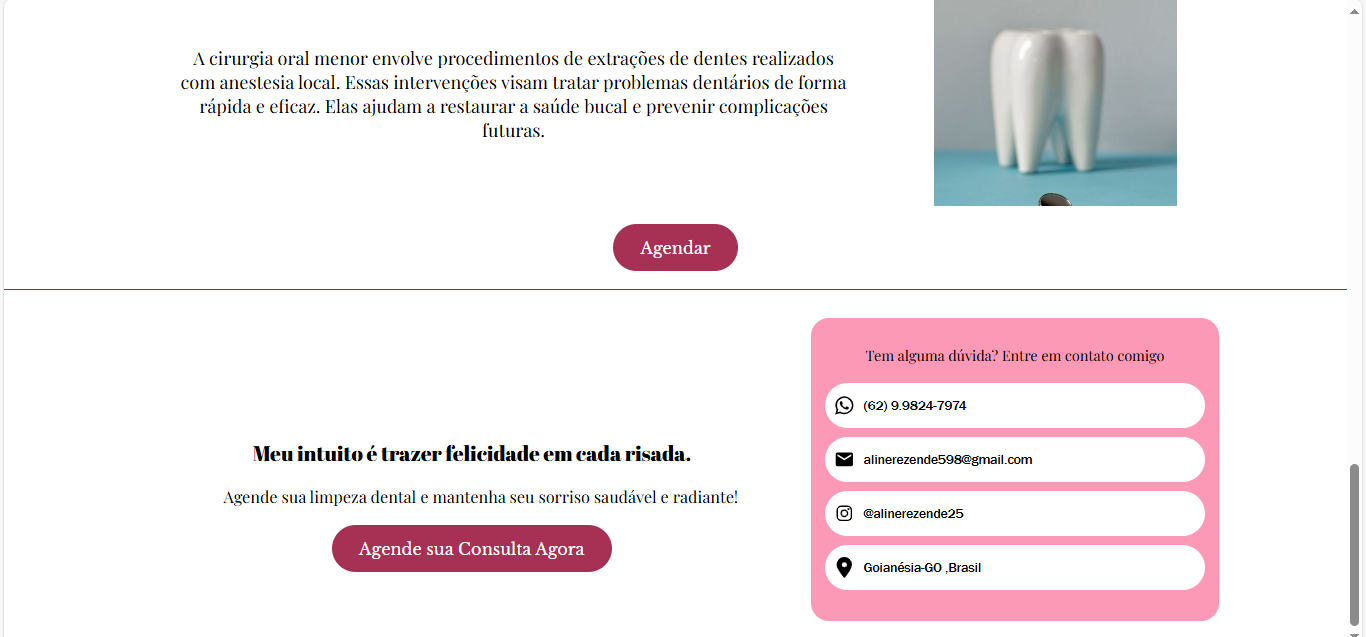 A cirurgia oral menor envolve procedimentos de extrações de dentes realizados
com anestesia local. Essas intervenções visam tratar problemas dentários de forma
rápida e eficaz. Elas ajudam a restaurar a saúde bucal e prevenir complicações
futuras.
Agendar
Meu intuito é trazer felicidade em cada risada.
Agende sua limpeza dental e mantenha seu sorriso saudável e radiante!
Agende sua Consulta Agora
Tem alguma dúvida? Entre em contato comigo
(62) 9.9824-7974
alinerezende598@gmail.com
@alinerezende25
Goianésia-GO ,Brasil